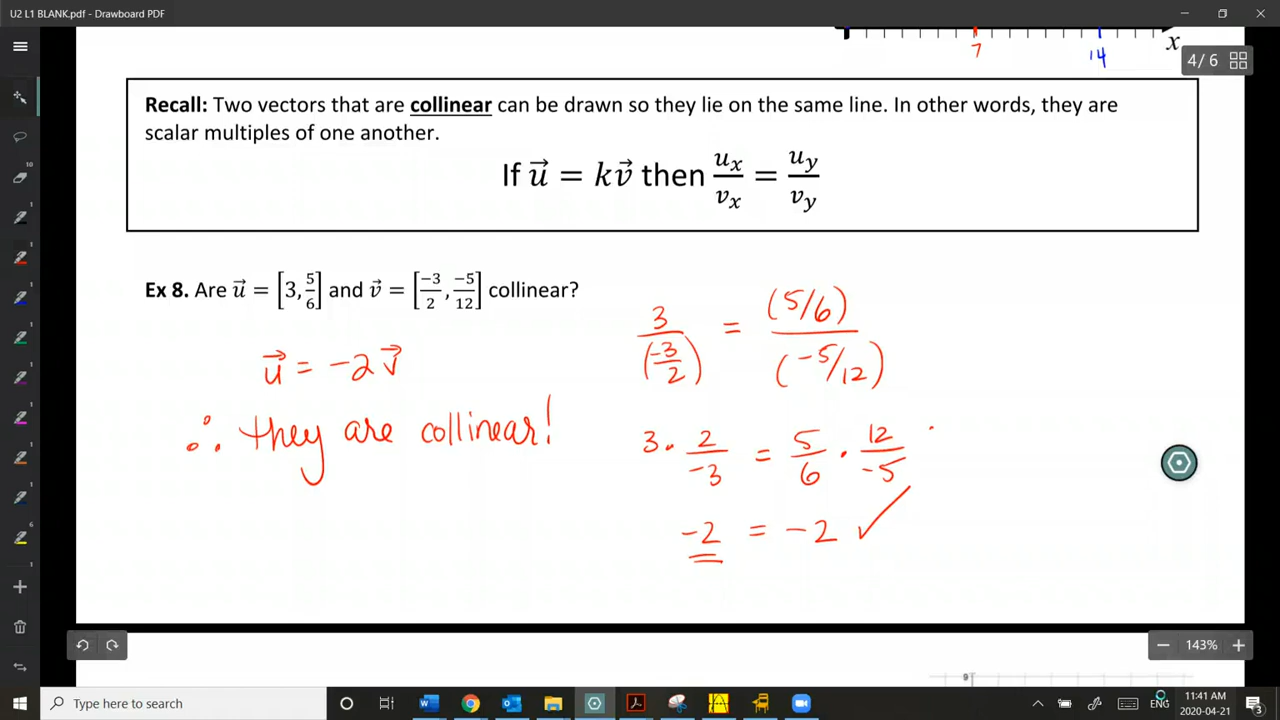 U2 L1 BLANK.pdf - Drawboard PDF
7
14
x
4/6
Recall: Two vectors that are collinear can be drawn so they lie on the same line. In other words, they are
scalar multiples of one another.
If u⃗ = kv⃗ then uₓ/vₓ = u_y/v_y
Ex 8. Are u⃗ = [3, 5/6] and v⃗ = [-3/2, -5/12] collinear?
3/(-3/2) = (5/6)/(-5/12)
u⃗ = -2v⃗
∴ they are collinear!
3 · 2/-3 = 5/6 · 12/-5
-2 = -2 ✓
143%
9
Type here to search
ENG
11:41 AM
2020-04-21
3